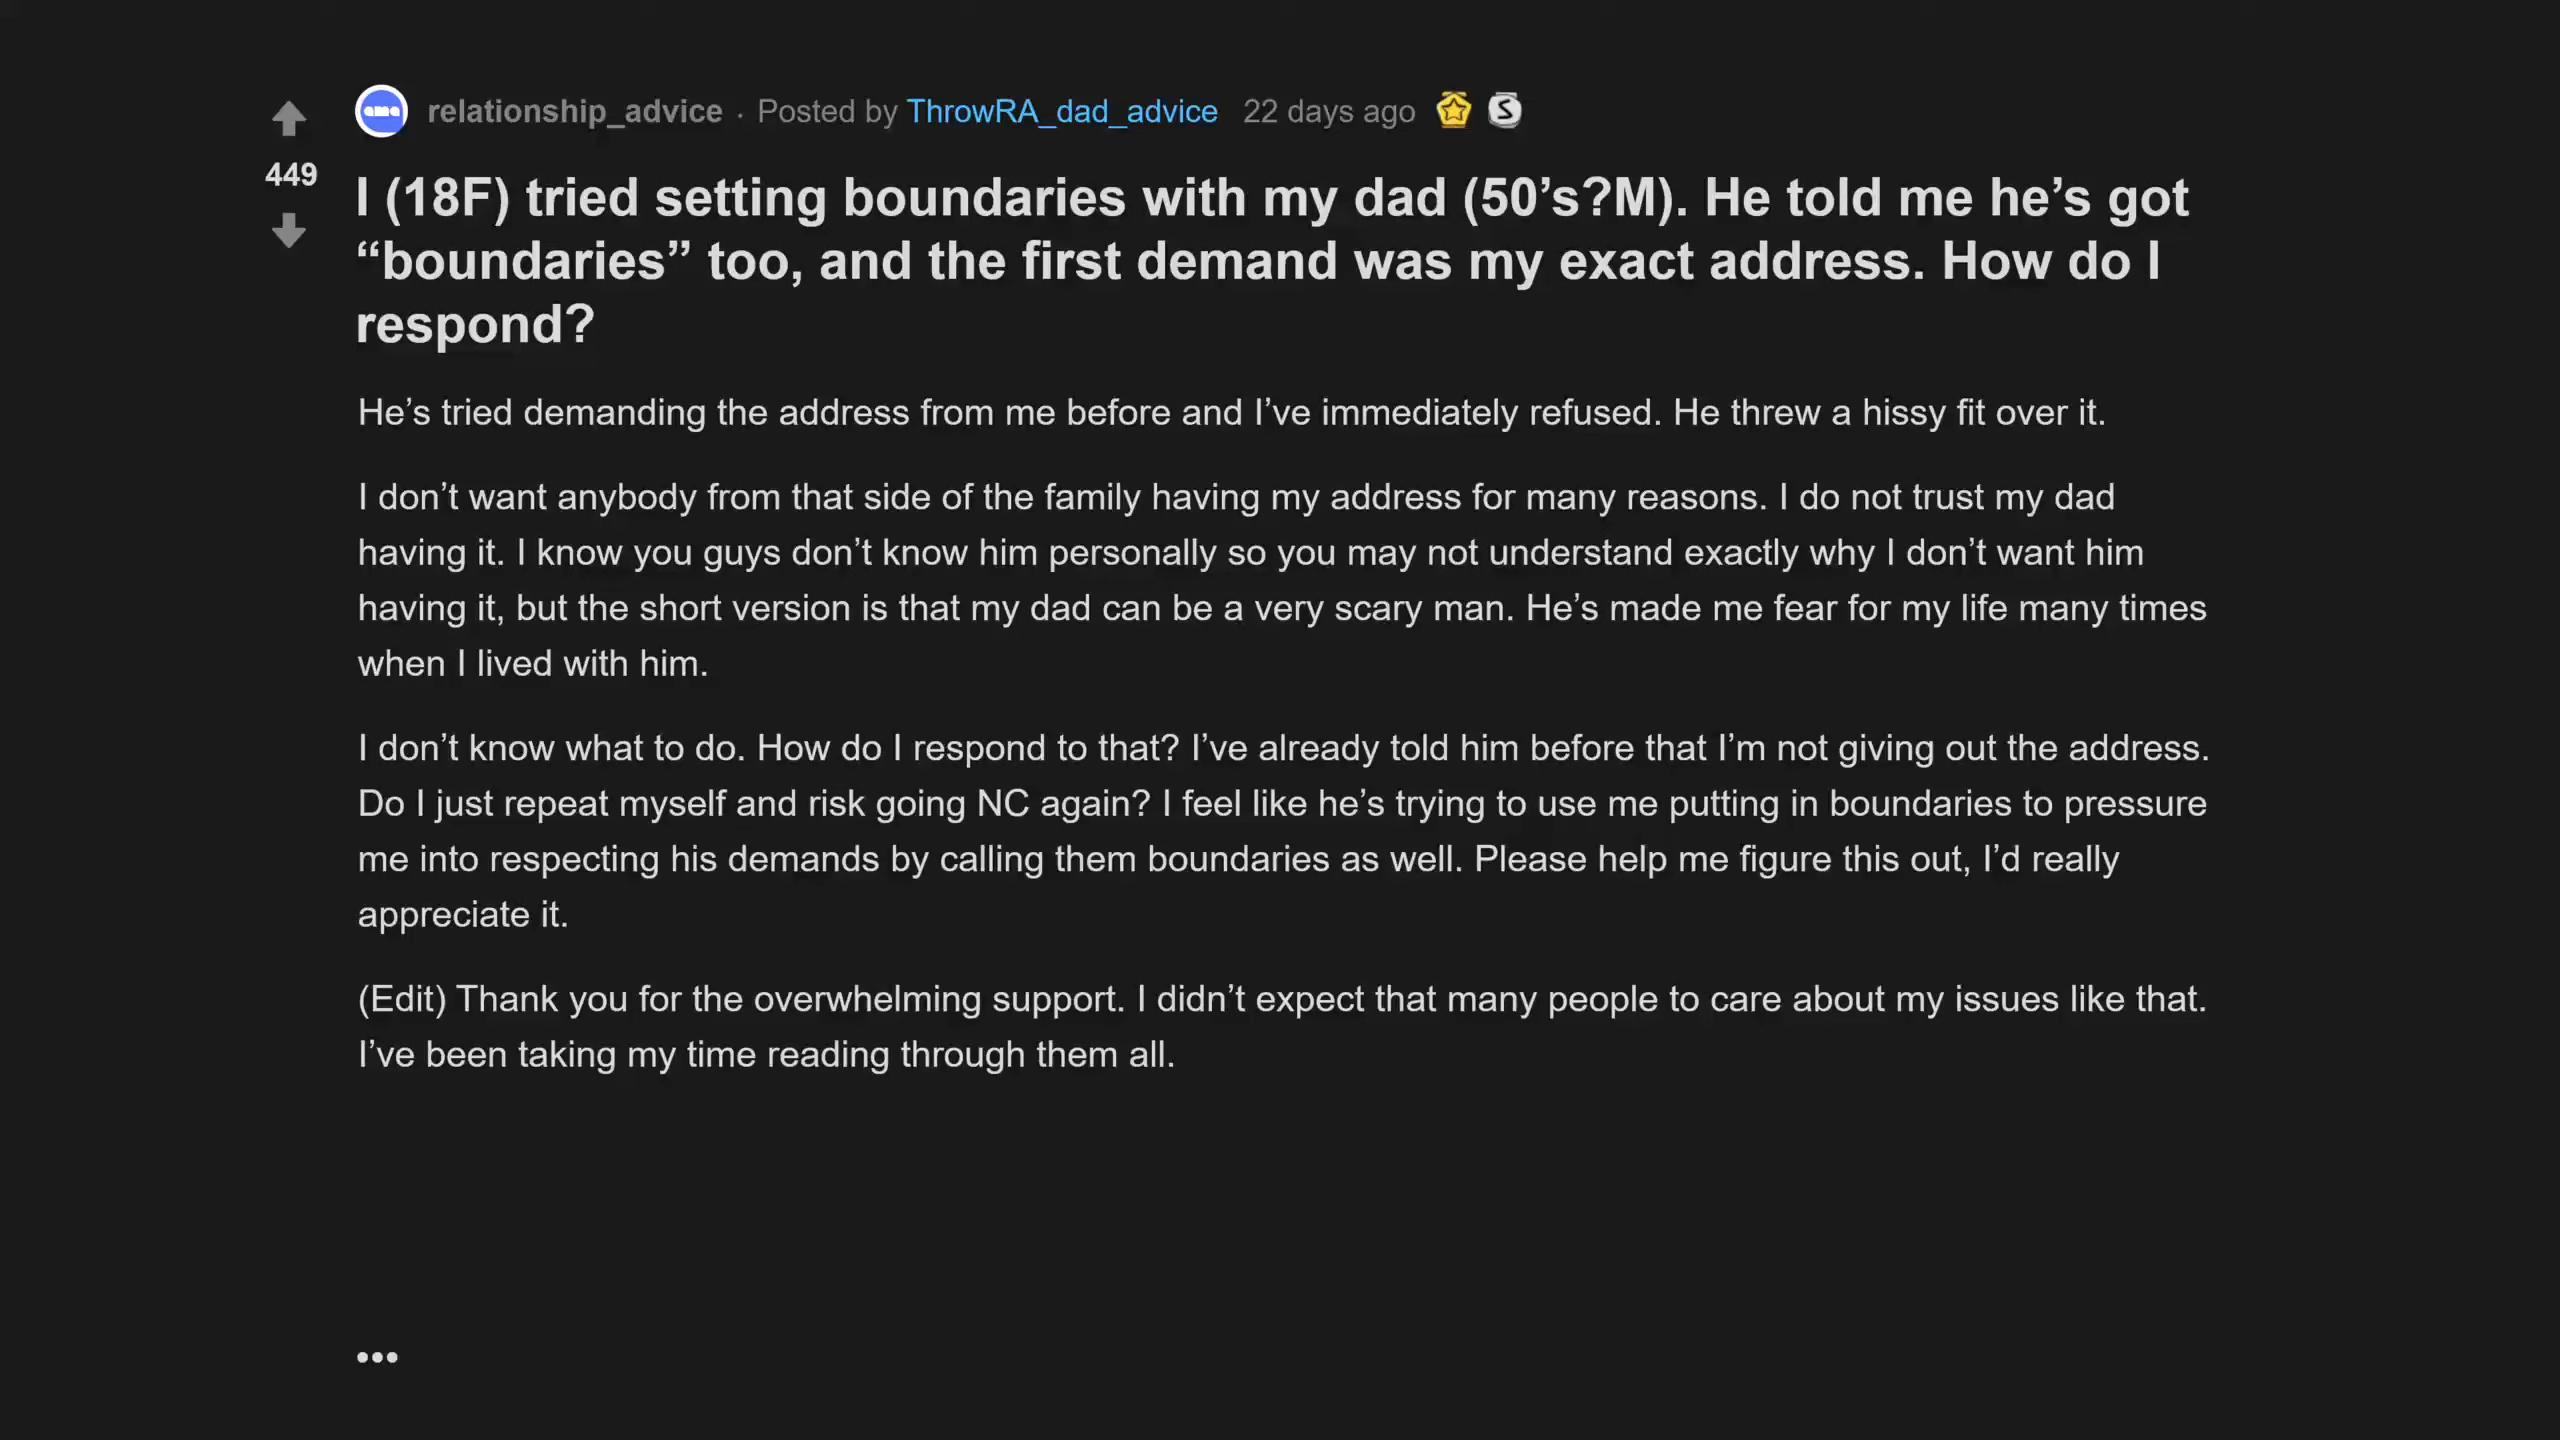 ama relationship_advice · Posted by ThrowRA_dad_advice 22 days ago S
449
I (18F) tried setting boundaries with my dad (50’s?M). He told me he’s got
“boundaries” too, and the first demand was my exact address. How do I
respond?
He’s tried demanding the address from me before and I’ve immediately refused. He threw a hissy fit over it.
I don’t want anybody from that side of the family having my address for many reasons. I do not trust my dad
having it. I know you guys don’t know him personally so you may not understand exactly why I don’t want him
having it, but the short version is that my dad can be a very scary man. He’s made me fear for my life many times
when I lived with him.
I don’t know what to do. How do I respond to that? I’ve already told him before that I’m not giving out the address.
Do I just repeat myself and risk going NC again? I feel like he’s trying to use me putting in boundaries to pressure
me into respecting his demands by calling them boundaries as well. Please help me figure this out, I’d really
appreciate it.
(Edit) Thank you for the overwhelming support. I didn’t expect that many people to care about my issues like that.
I’ve been taking my time reading through them all.